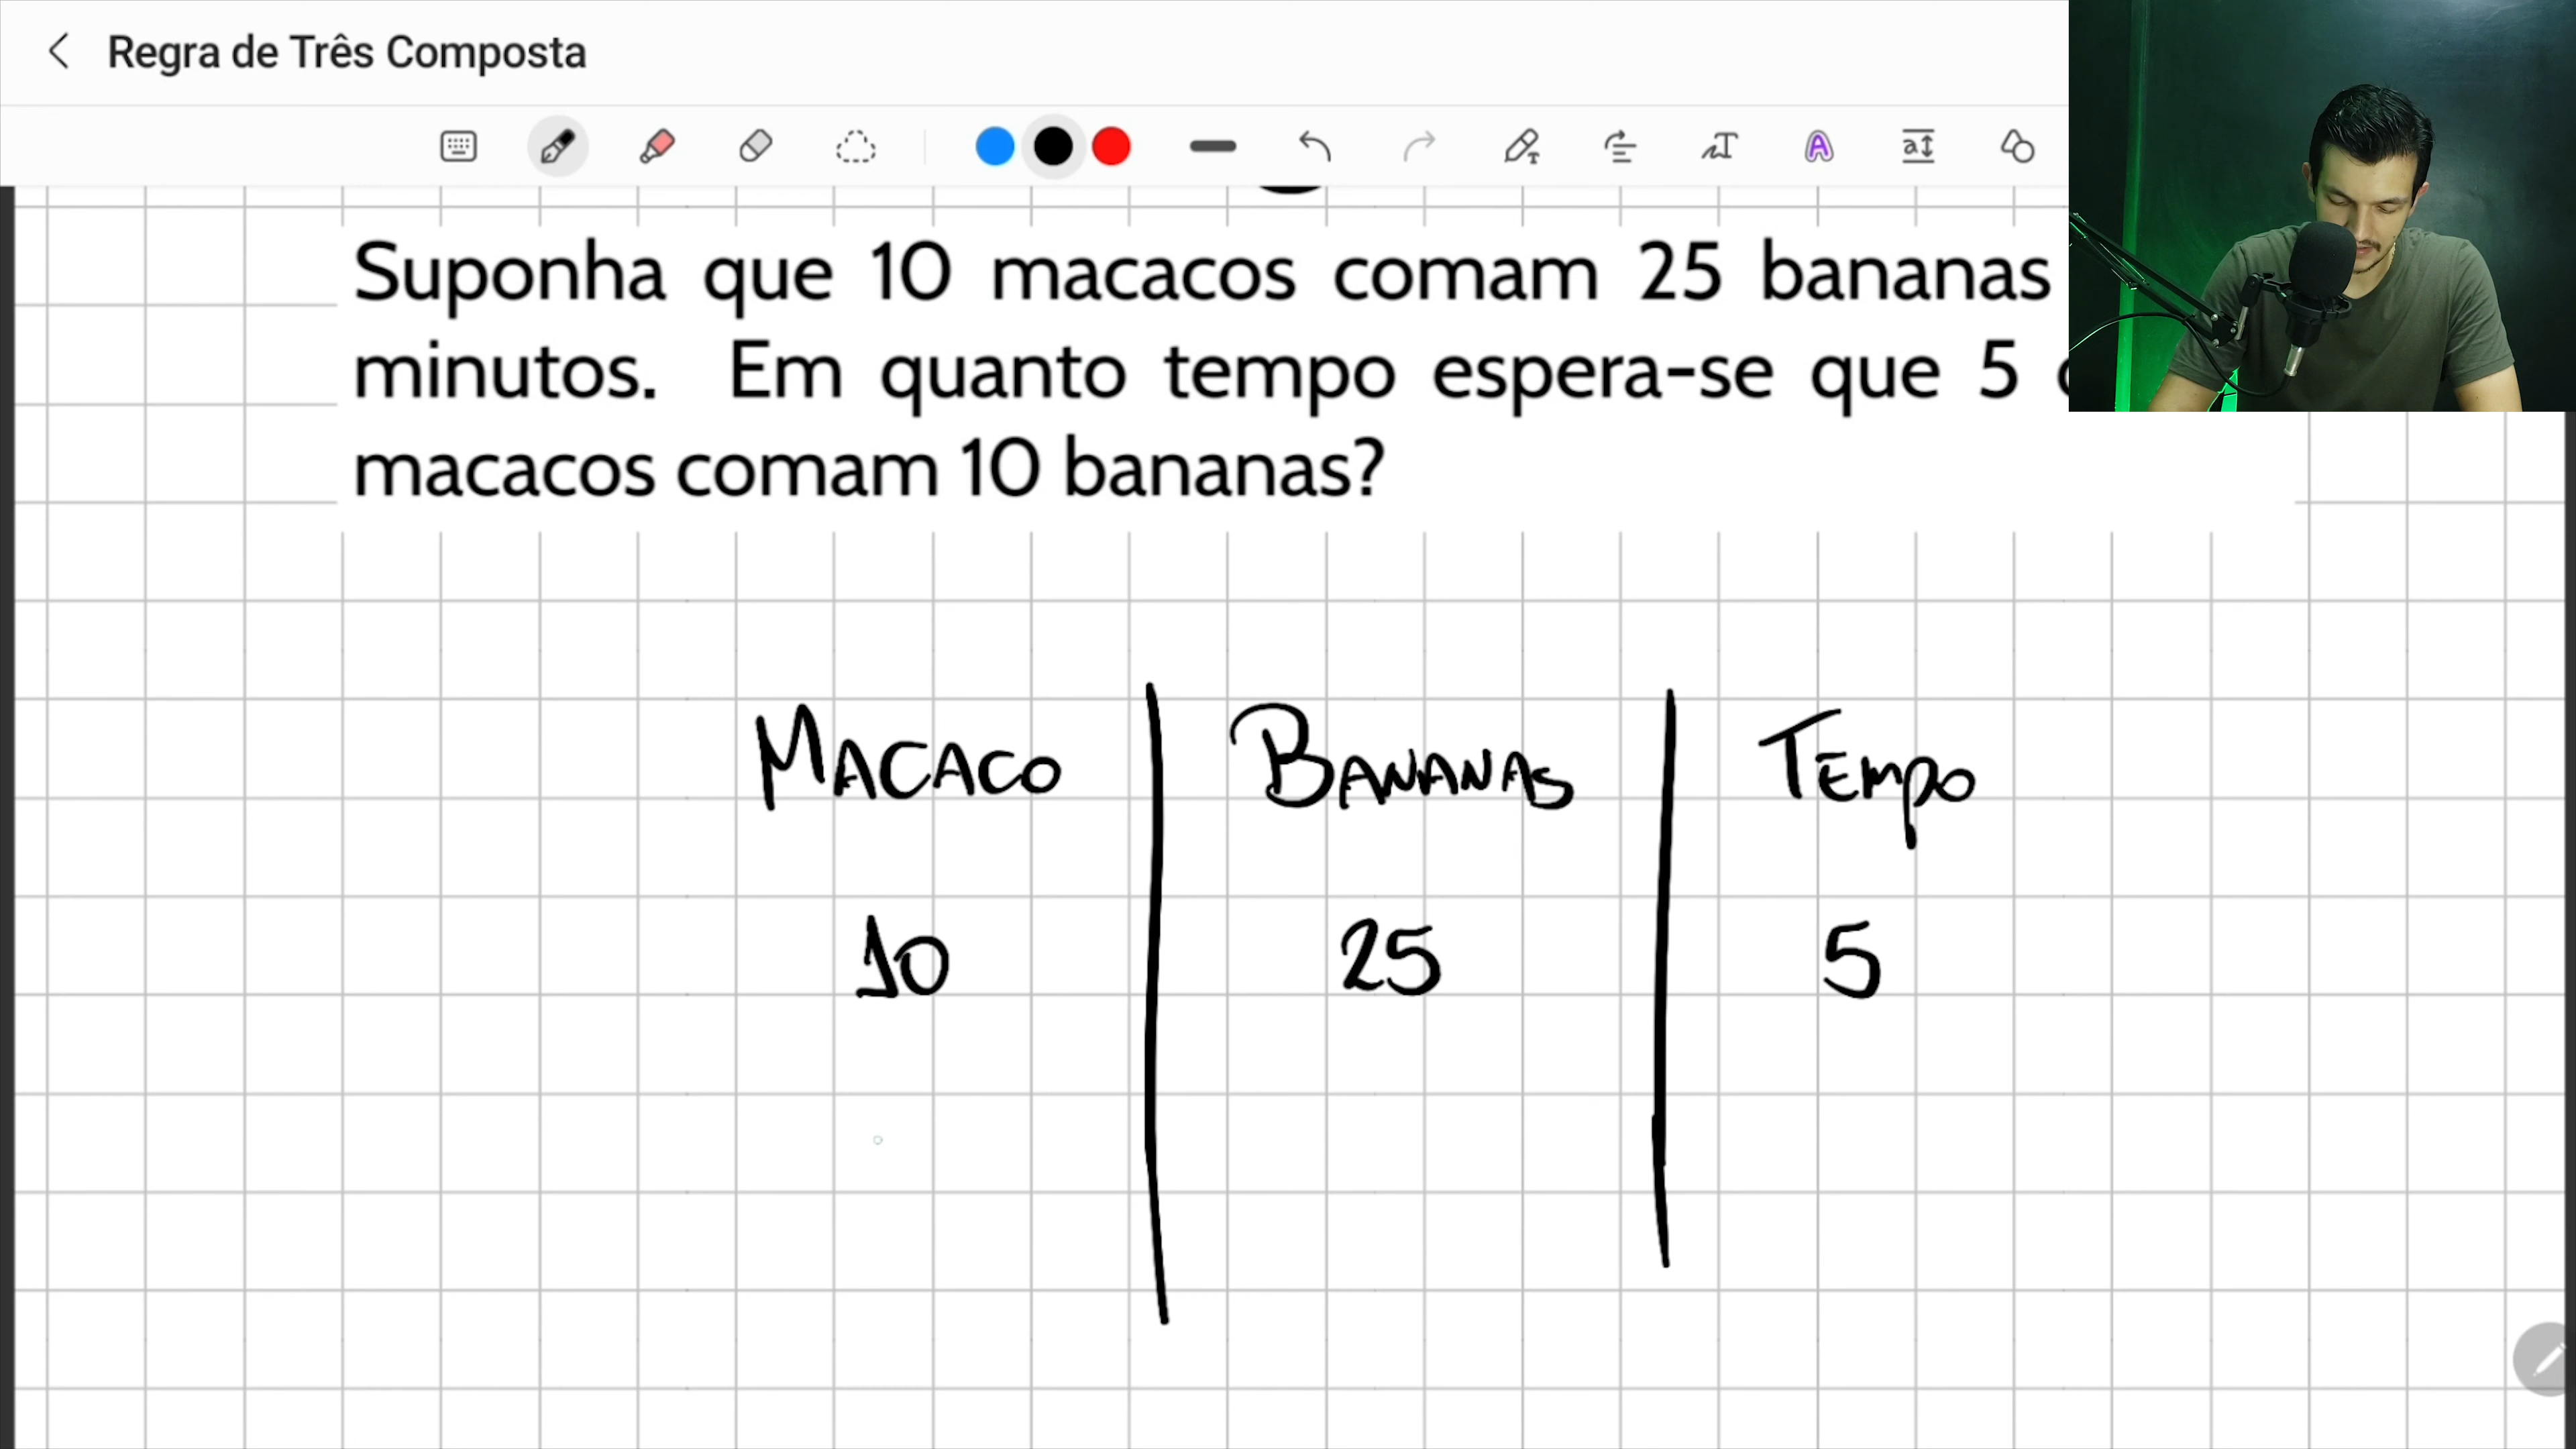 Regra de Três Composta
Suponha que 10 macacos comam 25 bananas
minutos. Em quanto tempo espera-se que 5
macacos comam 10 bananas?
MACACO BANANAS TEMPO
10 25 5